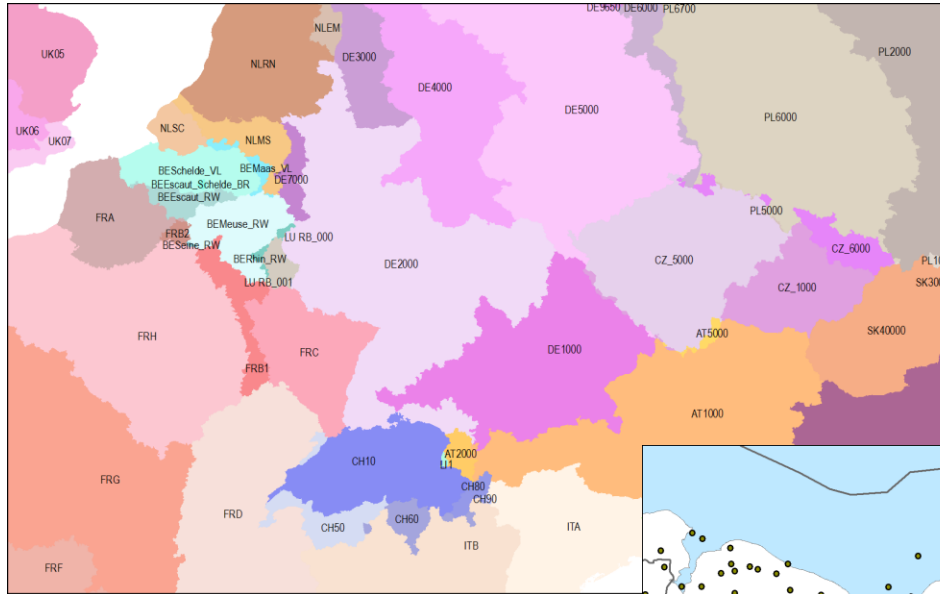 DE9650
DE6000
PL6700
NLEM
UK05
NLRN
DE3000
PL2000
DE4000
DE5000
PL6000
NLSC
UK06
UK07
NLMS
BESchelde_VL
BEMaas_VL
DE7000
BEEscaut_Schelde_BR
BEEscaut_RW
PL5000
FRA
BEMeuse_RW
FRB2
LU RB_000
BESeine_RW
CZ_6000
BERhin_RW
DE2000
CZ_5000
LU RB_001
CZ_1000
SK40000
AT5000
FRH
FRC
DE1000
FRB1
AT1000
AT2000
CH10
LI1
FRG
CH80
CH90
FRD
CH50
CH60
ITA
ITB
FRF